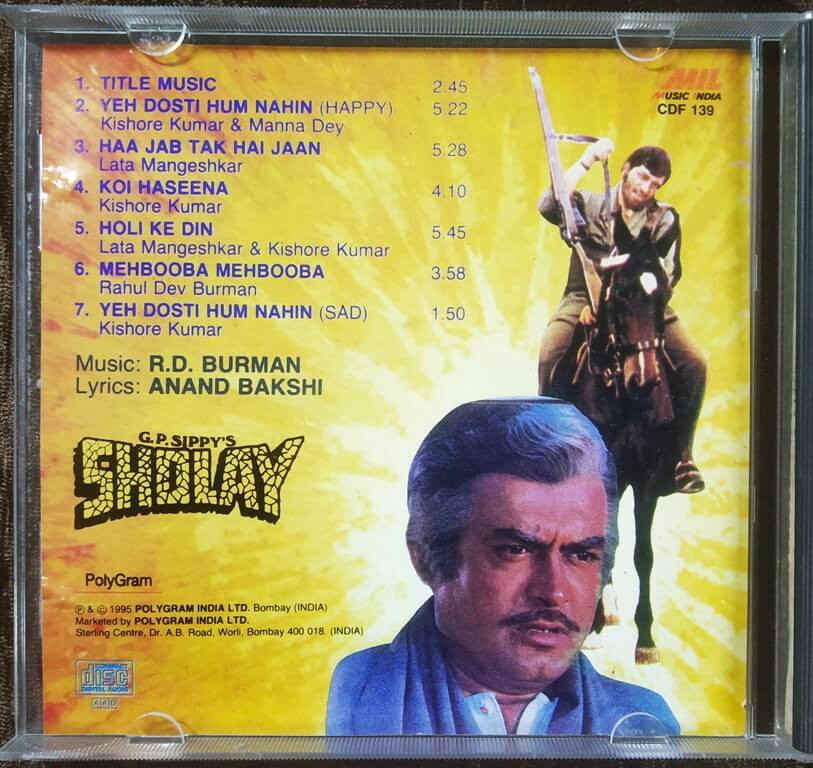 1. TITLE MUSIC 2.45
2. YEH DOSTI HUM NAHIN (HAPPY) 5.22
Kishore Kumar & Manna Dey
3. HAA JAB TAK HAI JAAN 5.28
Lata Mangeshkar
4. KOI HASEENA 4.10
Kishore Kumar
5. HOLI KE DIN 5.45
Lata Mangeshkar & Kishore Kumar
6. MEHBOOBA MEHBOOBA 3.58
Rahul Dev Burman
7. YEH DOSTI HUM NAHIN (SAD) 1.50
Kishore Kumar
MIL
MUSIC INDIA
CDF 139
Music: R.D. BURMAN
Lyrics: ANAND BAKSHI
G.P. SIPPY'S
SHOLAY
PolyGram
℗ & © 1995 POLYGRAM INDIA LTD. Bombay (INDIA)
Marketed by POLYGRAM INDIA LTD.
Sterling Centre, Dr. A.B. Road, Worli, Bombay 400 018. (INDIA)
COMPACT
disc
DIGITAL AUDIO
AAD